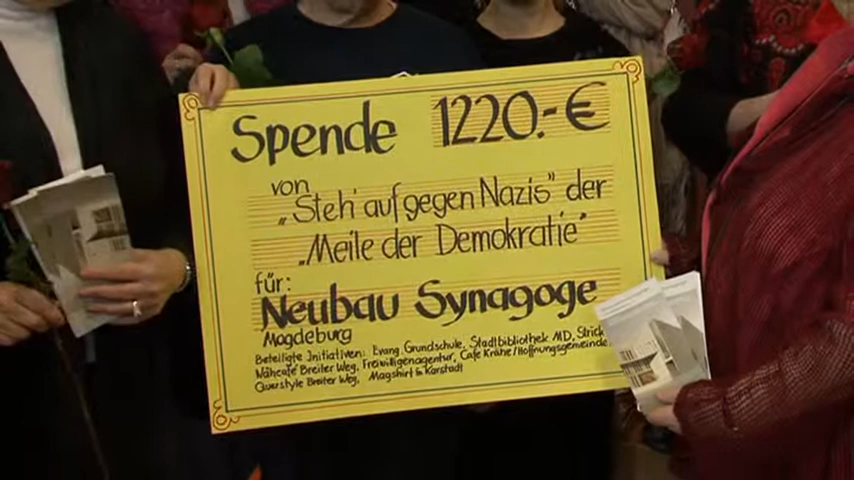 Spende 1220.- €
von
„Steh' auf gegen Nazis" der
„Meile der Demokratie"
für:
Neubau Synagoge
Magdeburg
Beteiligte Initiativen: Evang. Grundschule, Stadtbibliothek MD, Strick
Nähcafé Breiter Weg, Freiwilligenagentur, Café Krähe/Hoffnungsgemeinde
Querstyle Breiter Weg, Magshirt & Karstadt